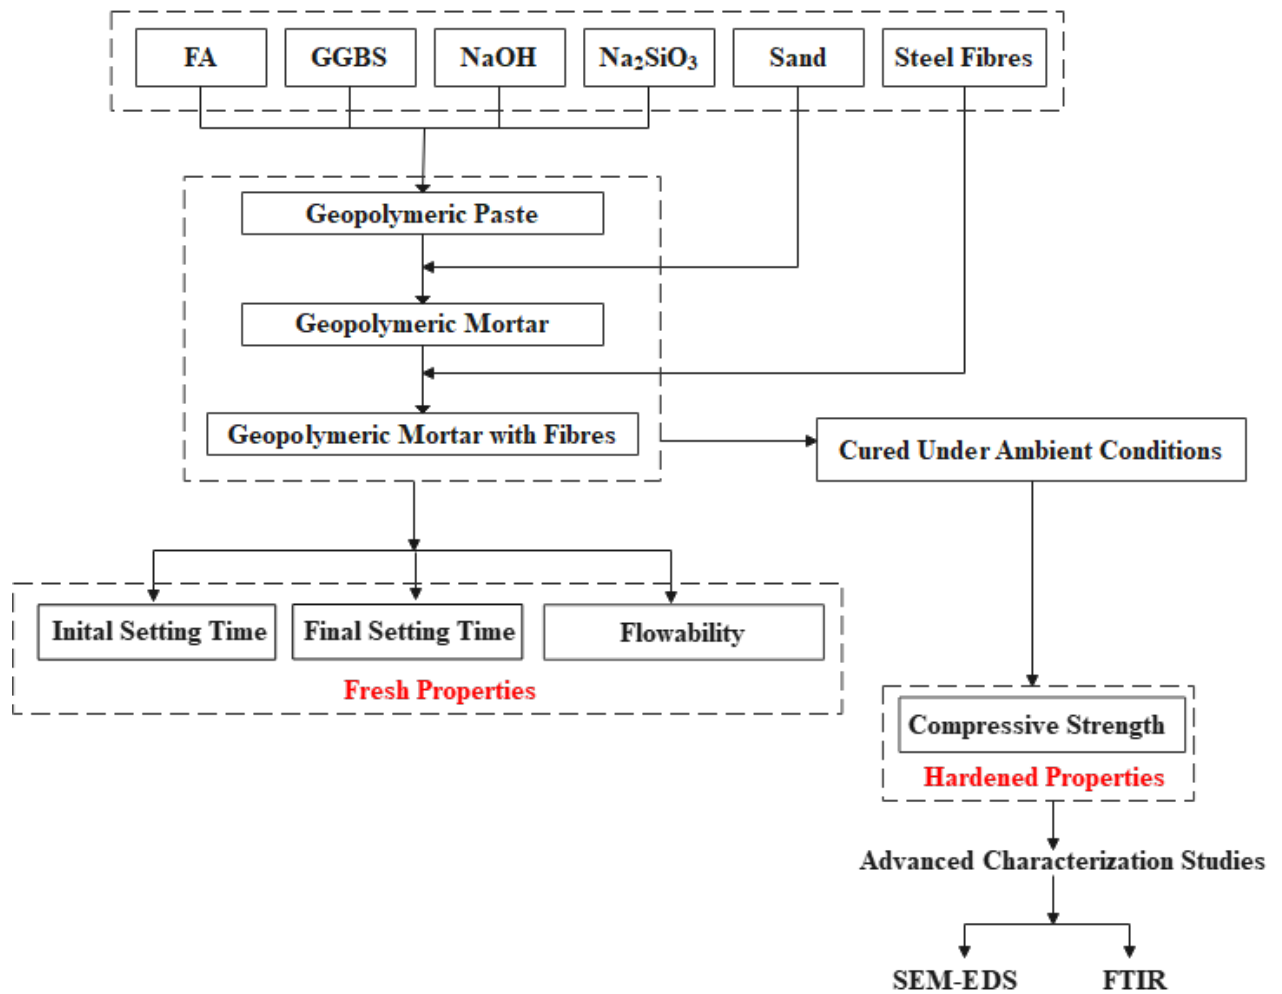 FA
GGBS
NaOH
Na₂SiO₃
Sand
Steel Fibres
Geopolymeric Paste
Geopolymeric Mortar
Geopolymeric Mortar with Fibres
Cured Under Ambient Conditions
Inital Setting Time
Final Setting Time
Flowability
Fresh Properties
Compressive Strength
Hardened Properties
Advanced Characterization Studies
SEM-EDS
FTIR